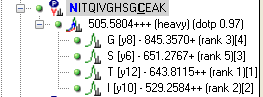 NITQIVGHSGCEAK
505.5804+++ (heavy) (dotp 0.97)
G [y8] - 845.3570+ (rank 3)[4]
S [y6] - 651.2767+ (rank 5)[3]
T [y12] - 643.8115++ (rank 1)[1]
I [y10] - 529.2584++ (rank 2)[2]